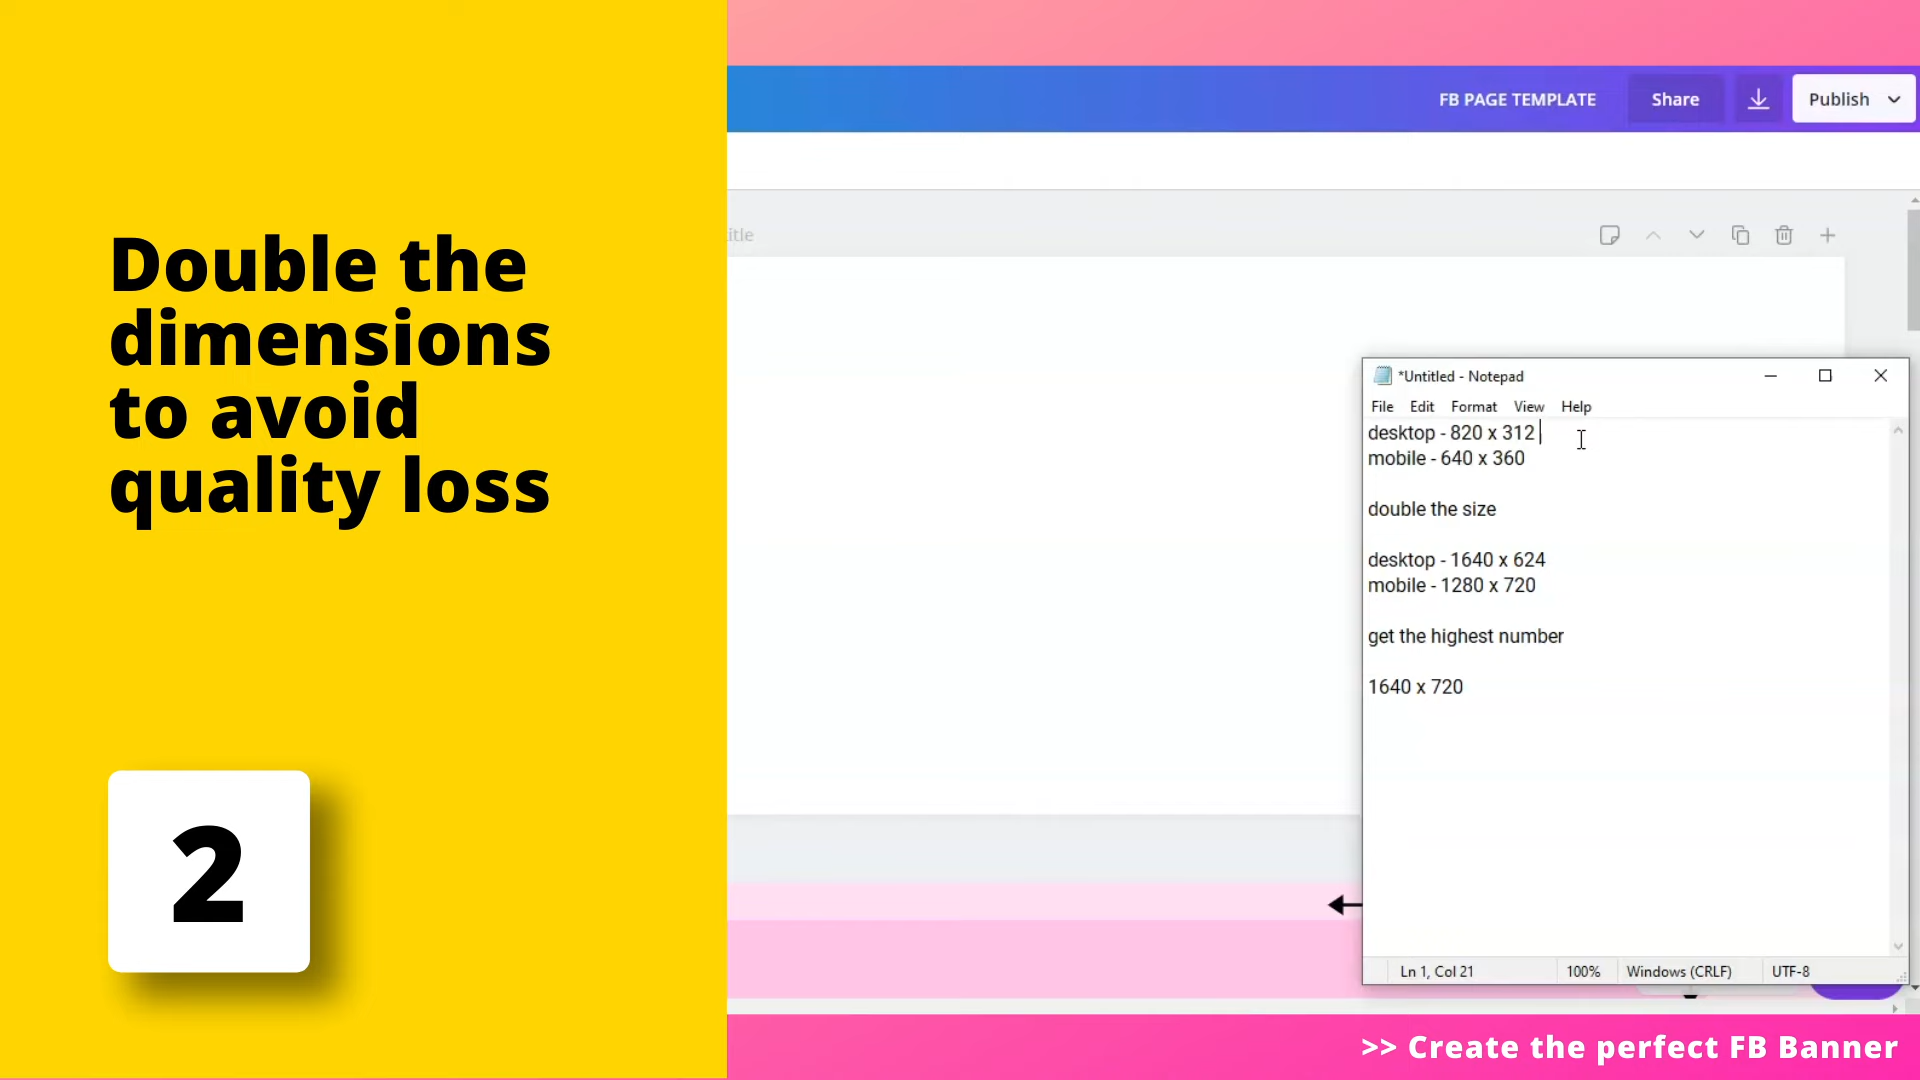 Double the
dimensions
to avoid
quality loss
2
FB PAGE TEMPLATE
Share
Publish
itle
*Untitled - Notepad
File Edit Format View Help
desktop - 820 x 312
mobile - 640 x 360
double the size
desktop - 1640 x 624
mobile - 1280 x 720
get the highest number
1640 x 720
Ln 1, Col 21 100% Windows (CRLF) UTF-8
>> Create the perfect FB Banner